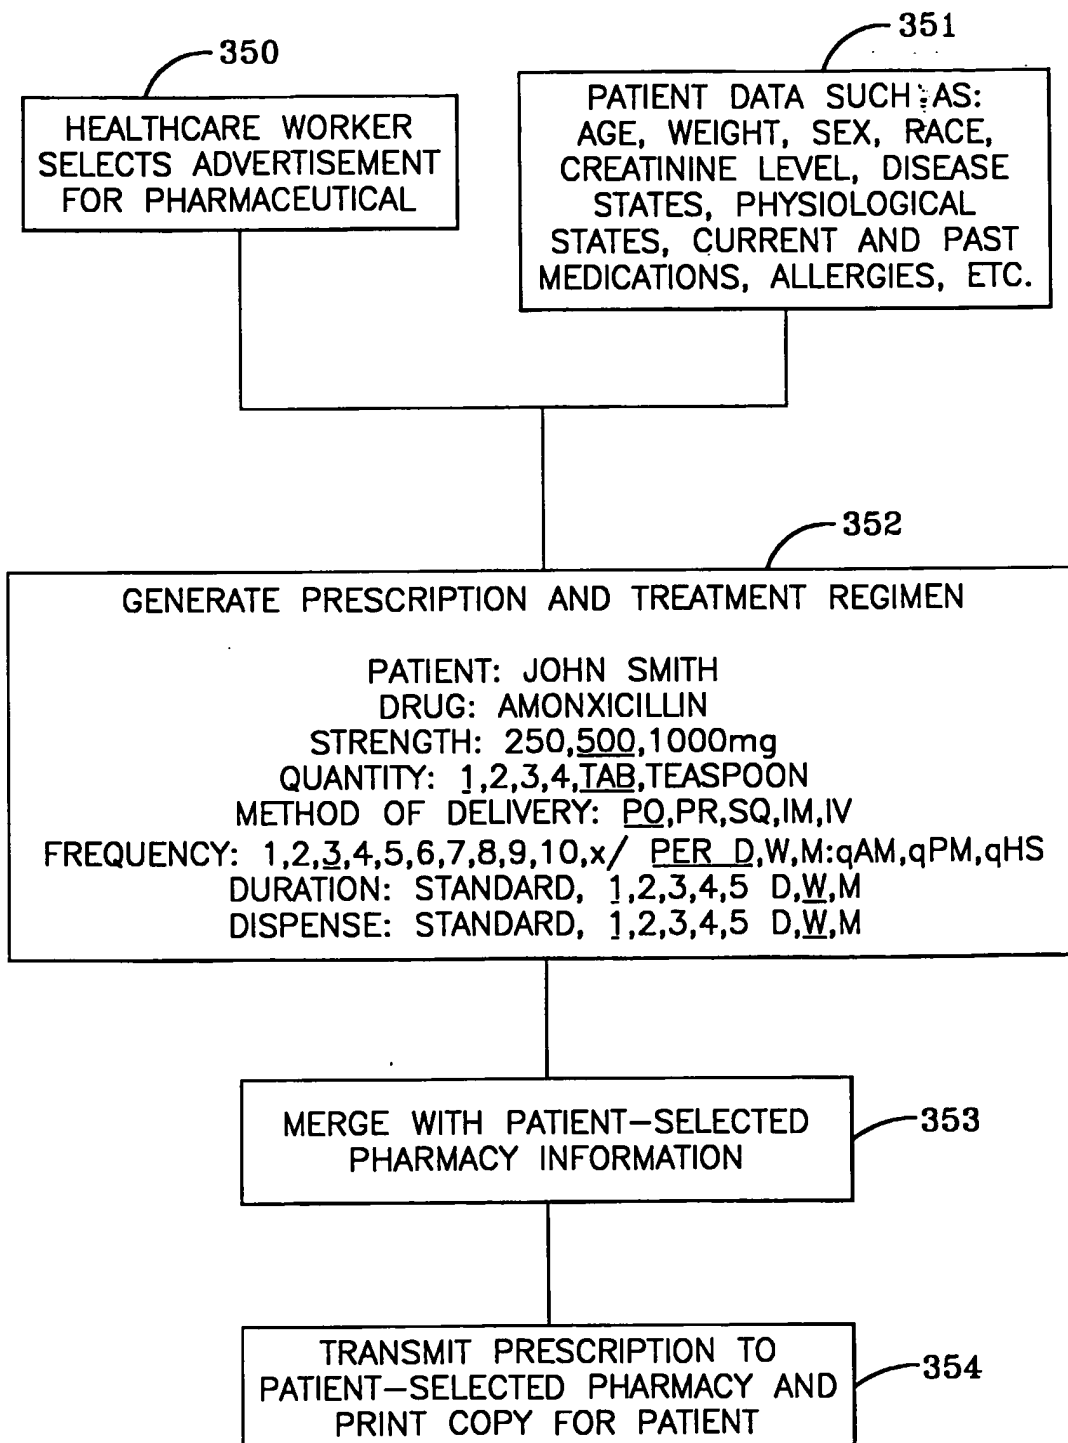 350
HEALTHCARE WORKER
SELECTS ADVERTISEMENT
FOR PHARMACEUTICAL
351
PATIENT DATA SUCH AS:
AGE, WEIGHT, SEX, RACE,
CREATININE LEVEL, DISEASE
STATES, PHYSIOLOGICAL
STATES, CURRENT AND PAST
MEDICATIONS, ALLERGIES, ETC.
352
GENERATE PRESCRIPTION AND TREATMENT REGIMEN
PATIENT: JOHN SMITH
DRUG: AMONXICILLIN
STRENGTH: 250,500,1000mg
QUANTITY: 1,2,3,4,TAB,TEASPOON
METHOD OF DELIVERY: PO,PR,SQ,IM,IV
FREQUENCY: 1,2,3,4,5,6,7,8,9,10,x/ PER D,W,M:qAM,qPM,qHS
DURATION: STANDARD, 1,2,3,4,5 D,W,M
DISPENSE: STANDARD, 1,2,3,4,5 D,W,M
MERGE WITH PATIENT-SELECTED
PHARMACY INFORMATION
353
TRANSMIT PRESCRIPTION TO
PATIENT-SELECTED PHARMACY AND
PRINT COPY FOR PATIENT
354